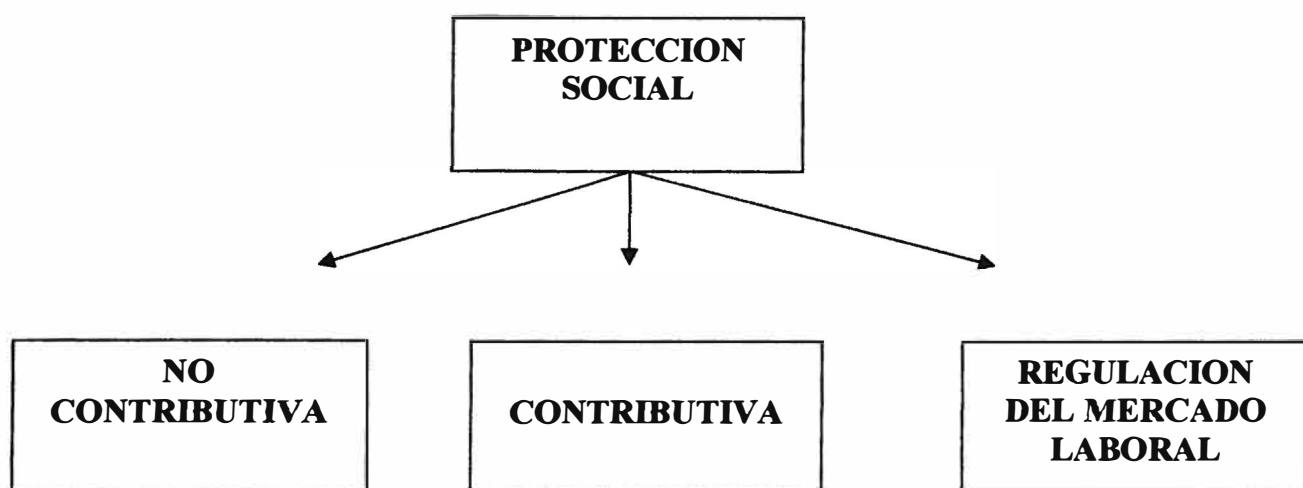 PROTECCION
SOCIAL
NO
CONTRIBUTIVA
CONTRIBUTIVA
REGULACION
DEL MERCADO
LABORAL